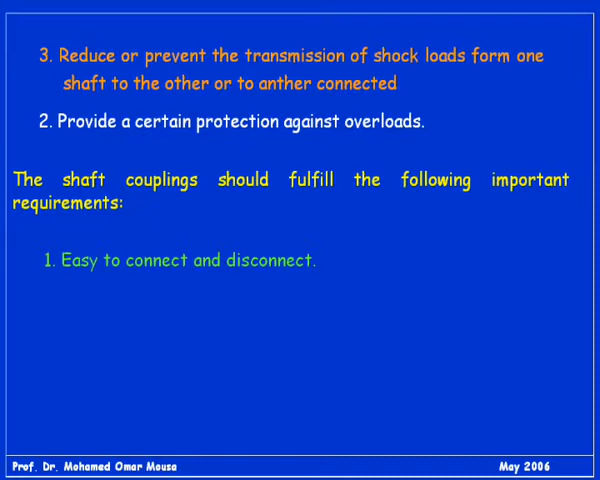 3. Reduce or prevent the transmission of shock loads form one
shaft to the other or to anther connected
2. Provide a certain protection against overloads.
The shaft couplings should fulfill the following important
requirements:
1. Easy to connect and disconnect.
Prof. Dr. Mohamed Omar Mousa May 2006